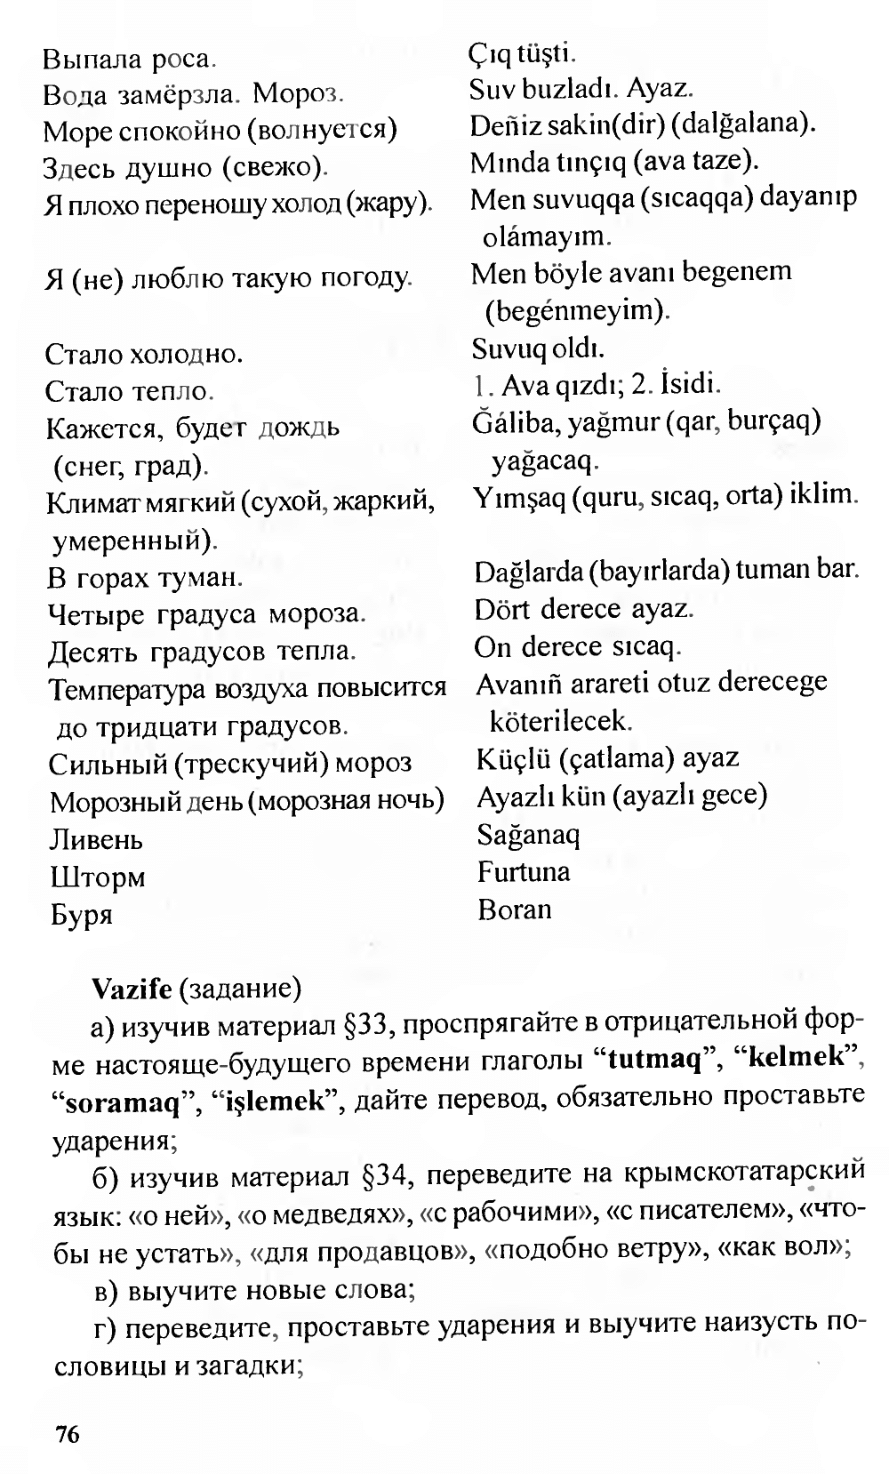 Выпала роса. Çıq tüşti.
Вода замёрзла. Мороз. Suv buzladı. Ayaz.
Море спокойно (волнуется) Deñiz sakin(dir) (dalğalana).
Здесь душно (свежо). Mında tınçıq (ava taze).
Я плохо переношу холод (жару). Men suvuqqa (sıcaqqa) dayanıp
olámayım.
Я (не) люблю такую погоду. Men böyle avanı begenem
(begénmeyim).
Стало холодно. Suvuq oldı.
Стало тепло. 1. Ava qızdı; 2. İsidi.
Кажется, будет дождь Ğáliba, yağmur (qar, burçaq)
(снег, град). yağacaq.
Климат мягкий (сухой, жаркий, Yımşaq (quru, sıcaq, orta) iklim.
умеренный).
В горах туман. Dağlarda (bayırlarda) tuman bar.
Четыре градуса мороза. Dört derece ayaz.
Десять градусов тепла. On derece sıcaq.
Температура воздуха повысится Avanıñ arareti otuz derecege
до тридцати градусов. köterilecek.
Сильный (трескучий) мороз Küçlü (çatlama) ayaz
Морозный день (морозная ночь) Ayazlı kün (ayazlı gece)
Ливень Sağanaq
Шторм Furtuna
Буря Boran
Vazife (задание)
а) изучив материал §33, проспрягайте в отрицательной фор-
ме настояще-будущего времени глаголы “tutmaq”, “kelmek”,
“soramaq”, “işlemek”, дайте перевод, обязательно проставьте
ударения;
б) изучив материал §34, переведите на крымскотатарский
язык: «о ней», «о медведях», «с рабочими», «с писателем», «что-
бы не устать», «для продавцов», «подобно ветру», «как вол»;
в) выучите новые слова;
г) переведите, проставьте ударения и выучите наизусть по-
словицы и загадки;
76